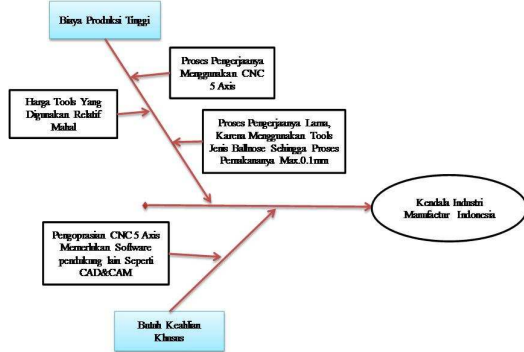 Biaya Produksi Tinggi
Proses Pengerjaanya
Menggunakan CNC
5 Axis
Harga Tools Yang
Digunakan Relatif
Mahal
Proses Pengerjaanya Lama,
Karena Menggunakan Tools
Jenis Ballnose Sehingga Proses
Pemakananya Max.0.1mm
Kendala Industri
Manufactur Indonesia
Pengoprasian CNC 5 Axis
Memerlukan Software
pendukung lain Seperti
CAD&CAM
Butuh Keahlian
Khusus